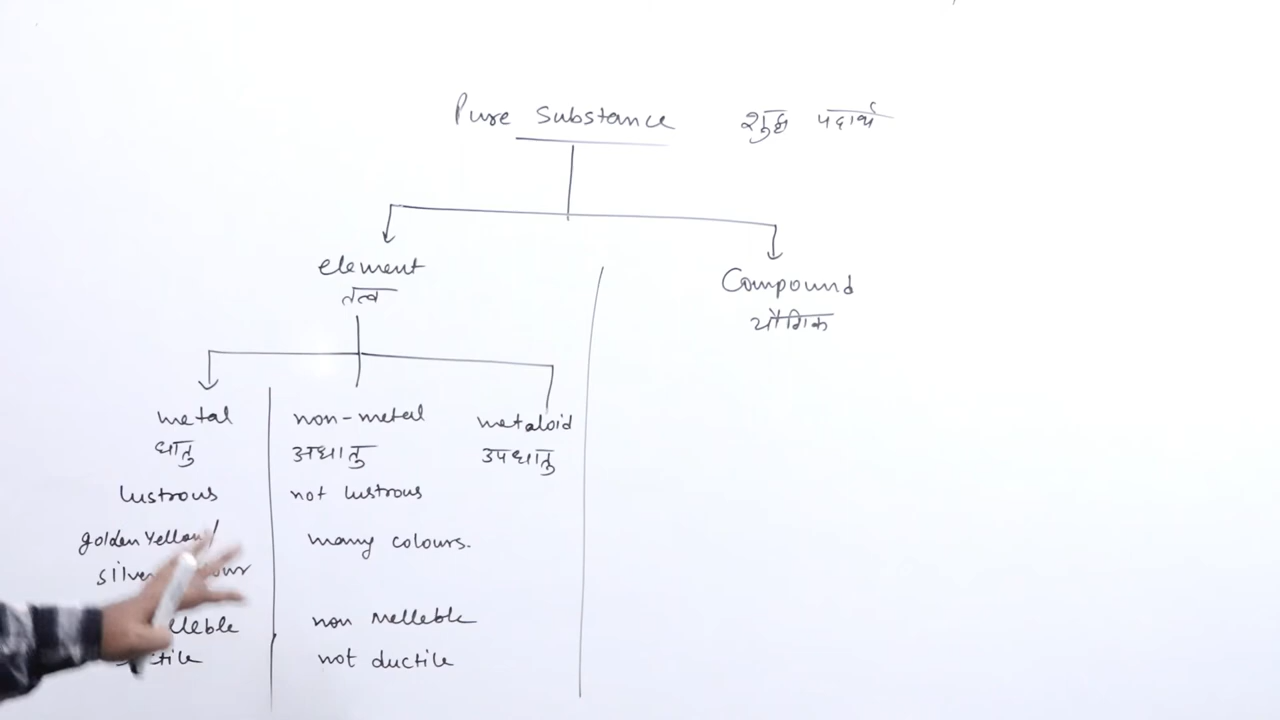 Pure Substance शुद्ध पदार्थ
element
तत्व
Compound
यौगिक
metal
धातु
non-metal
अधातु
metaloid
उपधातु
lustrous
not lustrous
golden Yellow/
many colours.
non melleble
not ductile